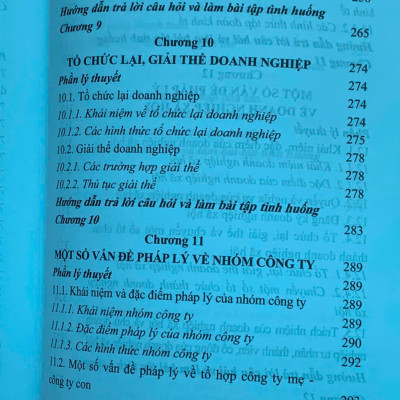 Hướng dẫn trả lời câu hỏi và làm bài tập tình huống
Chương 9 265
Chương 10
TỔ CHỨC LẠI, GIẢI THỂ DOANH NGHIỆP 274
Phần lý thuyết 274
10.1. Tổ chức lại doanh nghiệp 274
10.1.1. Khái niệm về tổ chức lại doanh nghiệp 274
10.1.2. Các hình thức tổ chức lại doanh nghiệp 275
10.2. Giải thể doanh nghiệp 278
10.2.1. Các trường hợp giải thể 278
10.2.2. Thủ tục giải thể 278
Hướng dẫn trả lời câu hỏi và làm bài tập tình huống
Chương 10 283
Chương 11
MỘT SỐ VẤN ĐỀ PHÁP LÝ VỀ NHÓM CÔNG TY 289
Phần lý thuyết 289
11.1. Khái niệm và đặc điểm pháp lý của nhóm công ty 289
11.1.1. Khái niệm nhóm công ty 289
11.1.2. Đặc điểm pháp lý của nhóm công ty 290
11.1.3. Các hình thức nhóm công ty 292
11.2. Một số vấn đề pháp lý về tổ hợp công ty mẹ -
công ty con